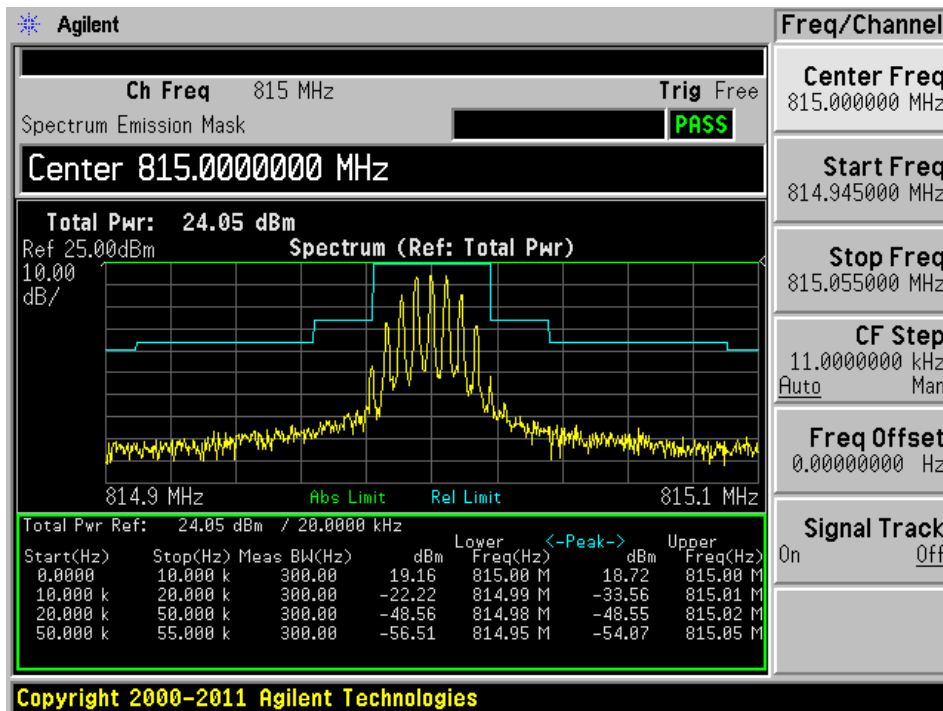 Agilent
Freq/Channel
Ch Freq 815 MHz Trig Free
Spectrum Emission Mask PASS
Center 815.0000000 MHz
Total Pwr: 24.05 dBm
Ref 25.00dBm Spectrum (Ref: Total Pwr)
10.00
dB/
814.9 MHz Abs Limit Rel Limit 815.1 MHz
Total Pwr Ref: 24.05 dBm / 20.0000 kHz
Lower <-Peak-> Upper
Start(Hz) Stop(Hz) Meas BW(Hz) dBm Freq(Hz) dBm Freq(Hz)
0.0000 10.000 k 300.00 19.16 815.00 M 18.72 815.00 M
10.000 k 20.000 k 300.00 -22.22 814.99 M -33.56 815.01 M
20.000 k 50.000 k 300.00 -48.56 814.98 M -48.55 815.02 M
50.000 k 55.000 k 300.00 -56.51 814.95 M -54.07 815.05 M
Center Freq
815.000000 MHz
Start Freq
814.945000 MHz
Stop Freq
815.055000 MHz
CF Step
11.0000000 kHz
Auto Man
Freq Offset
0.00000000 Hz
Signal Track
On Off
Copyright 2000-2011 Agilent Technologies